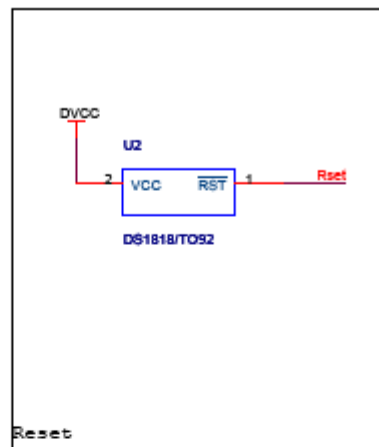 DVCC
U2
2 VCC RST 1 Rset
DS1818/TO92
Reset